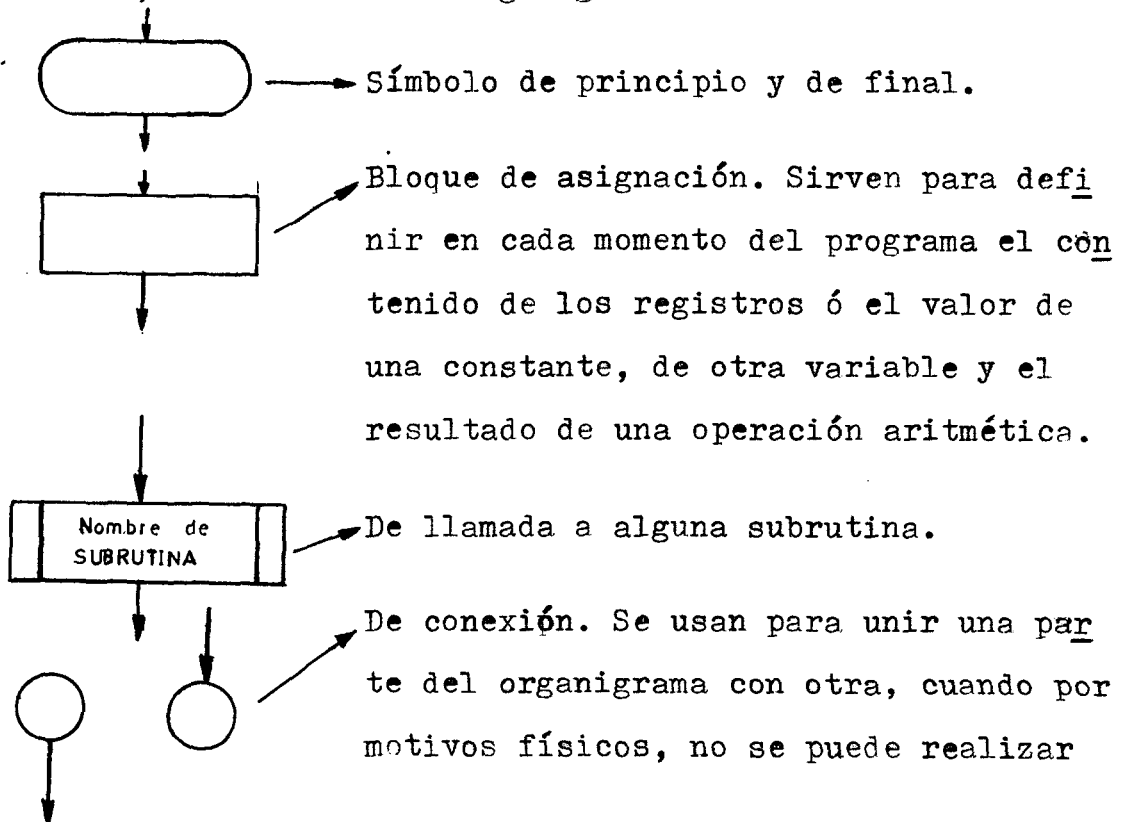 Símbolo de principio y de final.
Bloque de asignación. Sirven para defi
nir en cada momento del programa el con
tenido de los registros ó el valor de
una constante, de otra variable y el
resultado de una operación aritmética.
Nombre de
SUBRUTINA
De llamada a alguna subrutina.
De conexión. Se usan para unir una par
te del organigrama con otra, cuando por
motivos físicos, no se puede realizar